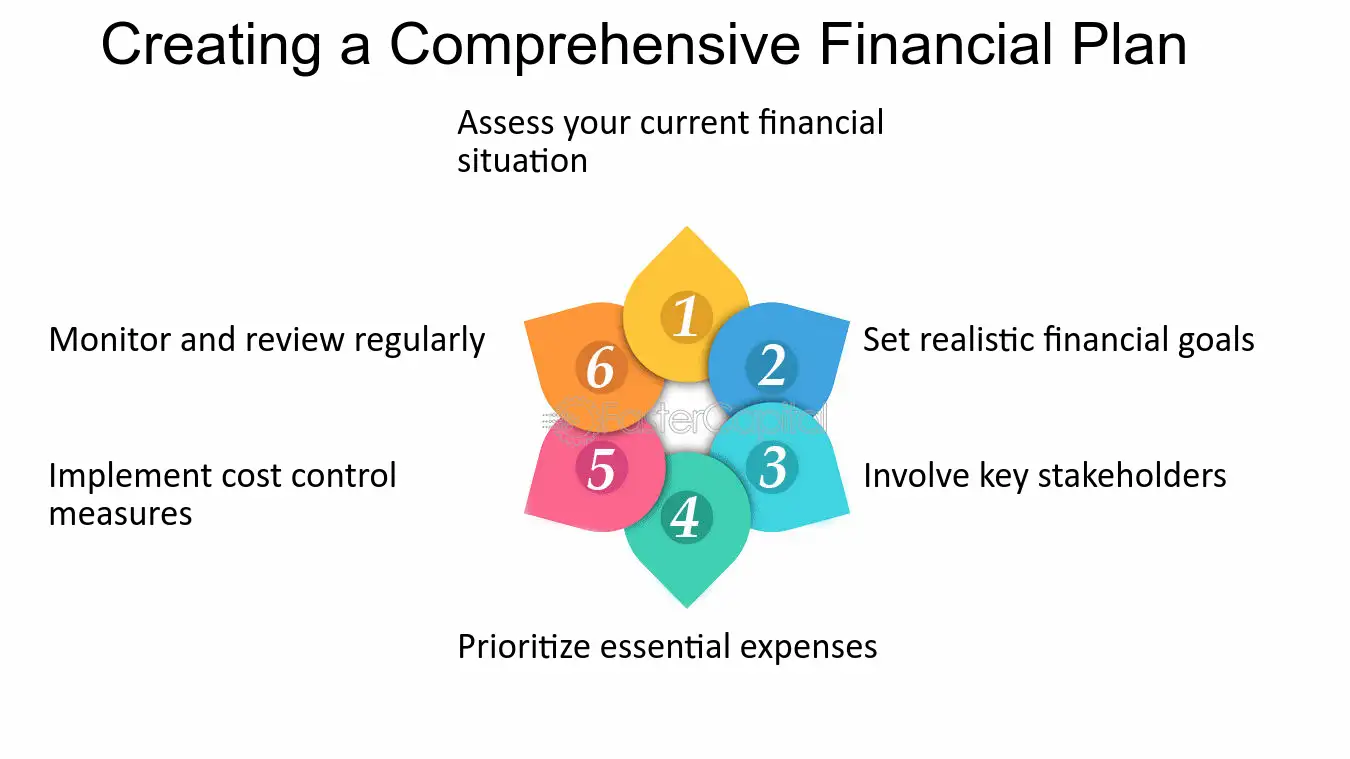 Creating a Comprehensive Financial Plan
Assess your current financial
situation
1
2
Set realistic financial goals
3
Involve key stakeholders
4
Prioritize essential expenses
5
Implement cost control
measures
6
Monitor and review regularly
FasterCapital